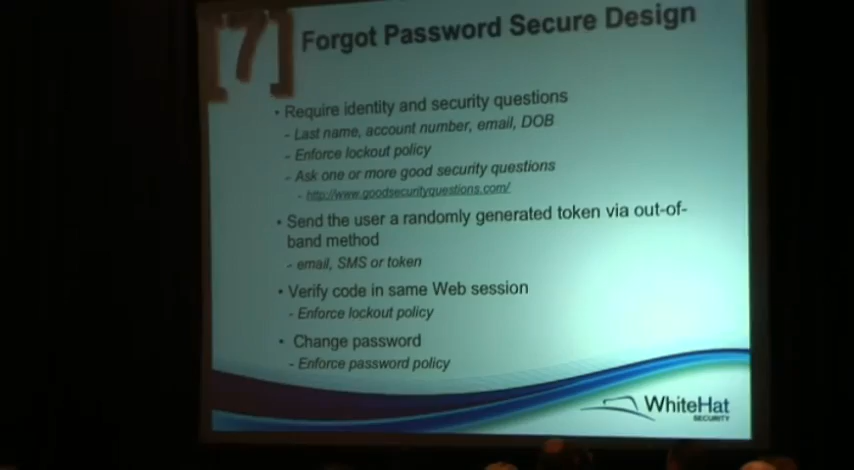 [7]
Forgot Password Secure Design
• Require identity and security questions
- Last name, account number, email, DOB
- Enforce lockout policy
- Ask one or more good security questions
- http://www.goodsecurityquestions.com/
• Send the user a randomly generated token via out-of-
band method
- email, SMS or token
• Verify code in same Web session
- Enforce lockout policy
• Change password
- Enforce password policy
WhiteHat
SECURITY